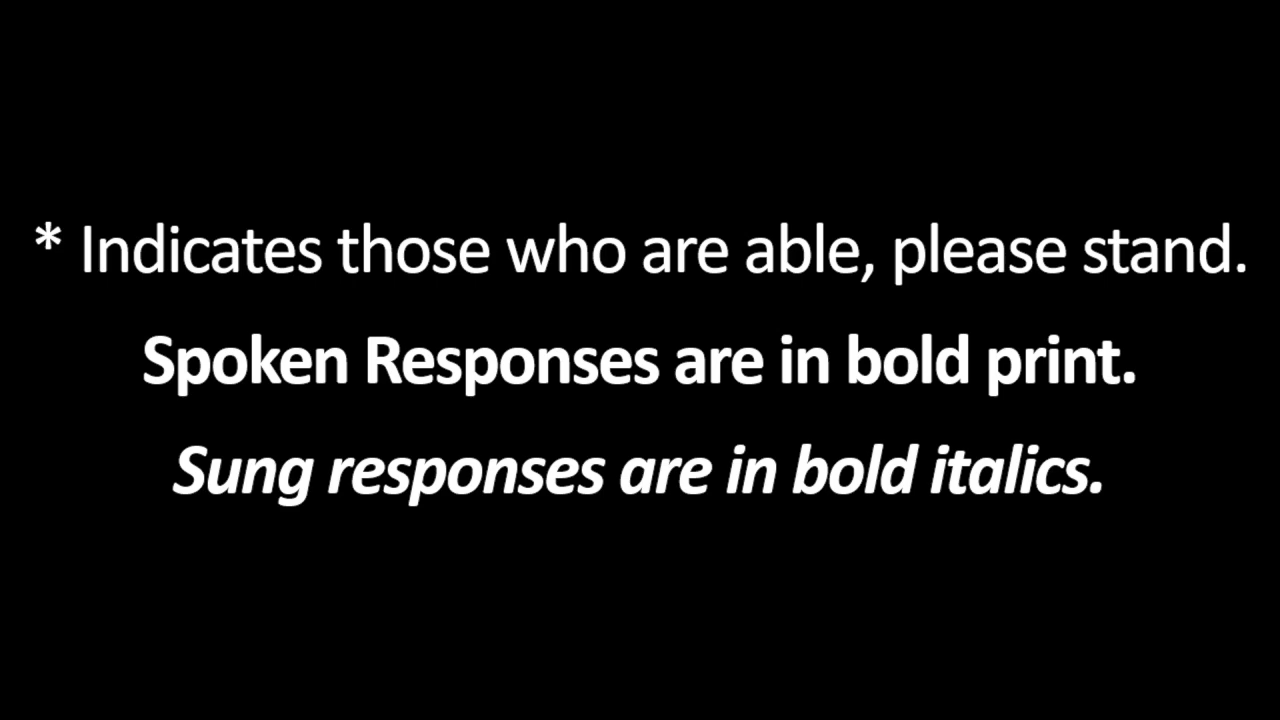 * Indicates those who are able, please stand.
Spoken Responses are in bold print.
Sung responses are in bold italics.